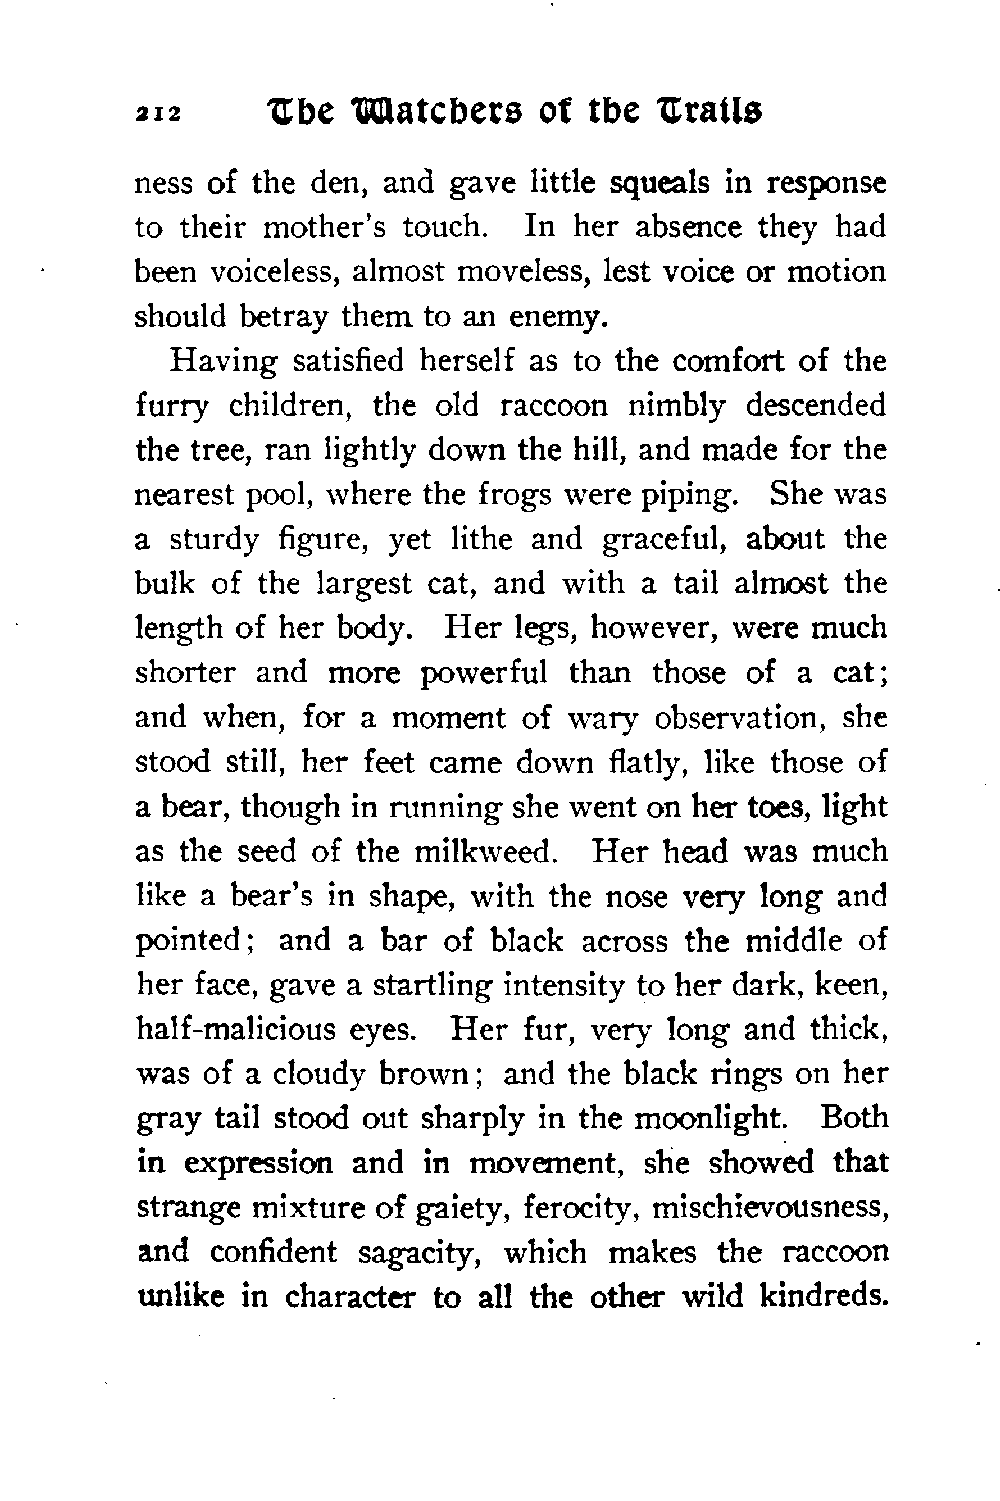 212 The Watchers of the Trails
ness of the den, and gave little squeals in response
to their mother's touch. In her absence they had
been voiceless, almost moveless, lest voice or motion
should betray them to an enemy.
Having satisfied herself as to the comfort of the
furry children, the old raccoon nimbly descended
the tree, ran lightly down the hill, and made for the
nearest pool, where the frogs were piping. She was
a sturdy figure, yet lithe and graceful, about the
bulk of the largest cat, and with a tail almost the
length of her body. Her legs, however, were much
shorter and more powerful than those of a cat;
and when, for a moment of wary observation, she
stood still, her feet came down flatly, like those of
a bear, though in running she went on her toes, light
as the seed of the milkweed. Her head was much
like a bear's in shape, with the nose very long and
pointed; and a bar of black across the middle of
her face, gave a startling intensity to her dark, keen,
half-malicious eyes. Her fur, very long and thick,
was of a cloudy brown; and the black rings on her
gray tail stood out sharply in the moonlight. Both
in expression and in movement, she showed that
strange mixture of gaiety, ferocity, mischievousness,
and confident sagacity, which makes the raccoon
unlike in character to all the other wild kindreds.